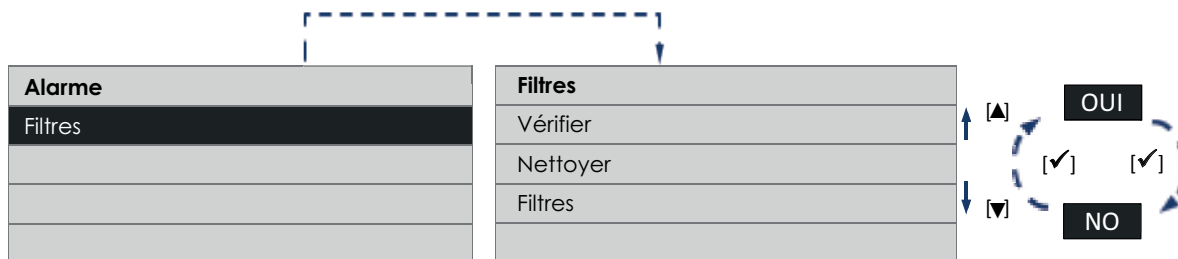 Alarme
Filtres
Filtres
Vérifier
Nettoyer
Filtres
[▲]
[▼]
OUI
[✓] [✓]
NO